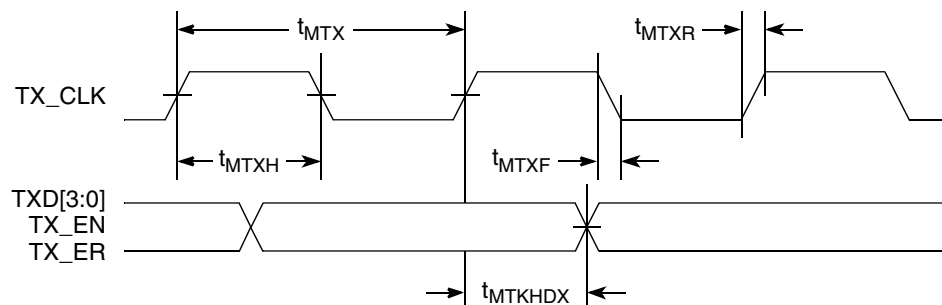 tMTX
tMTXR
TX_CLK
tMTXH
tMTXF
TXD[3:0]
TX_EN
TX_ER
tMTKHDX